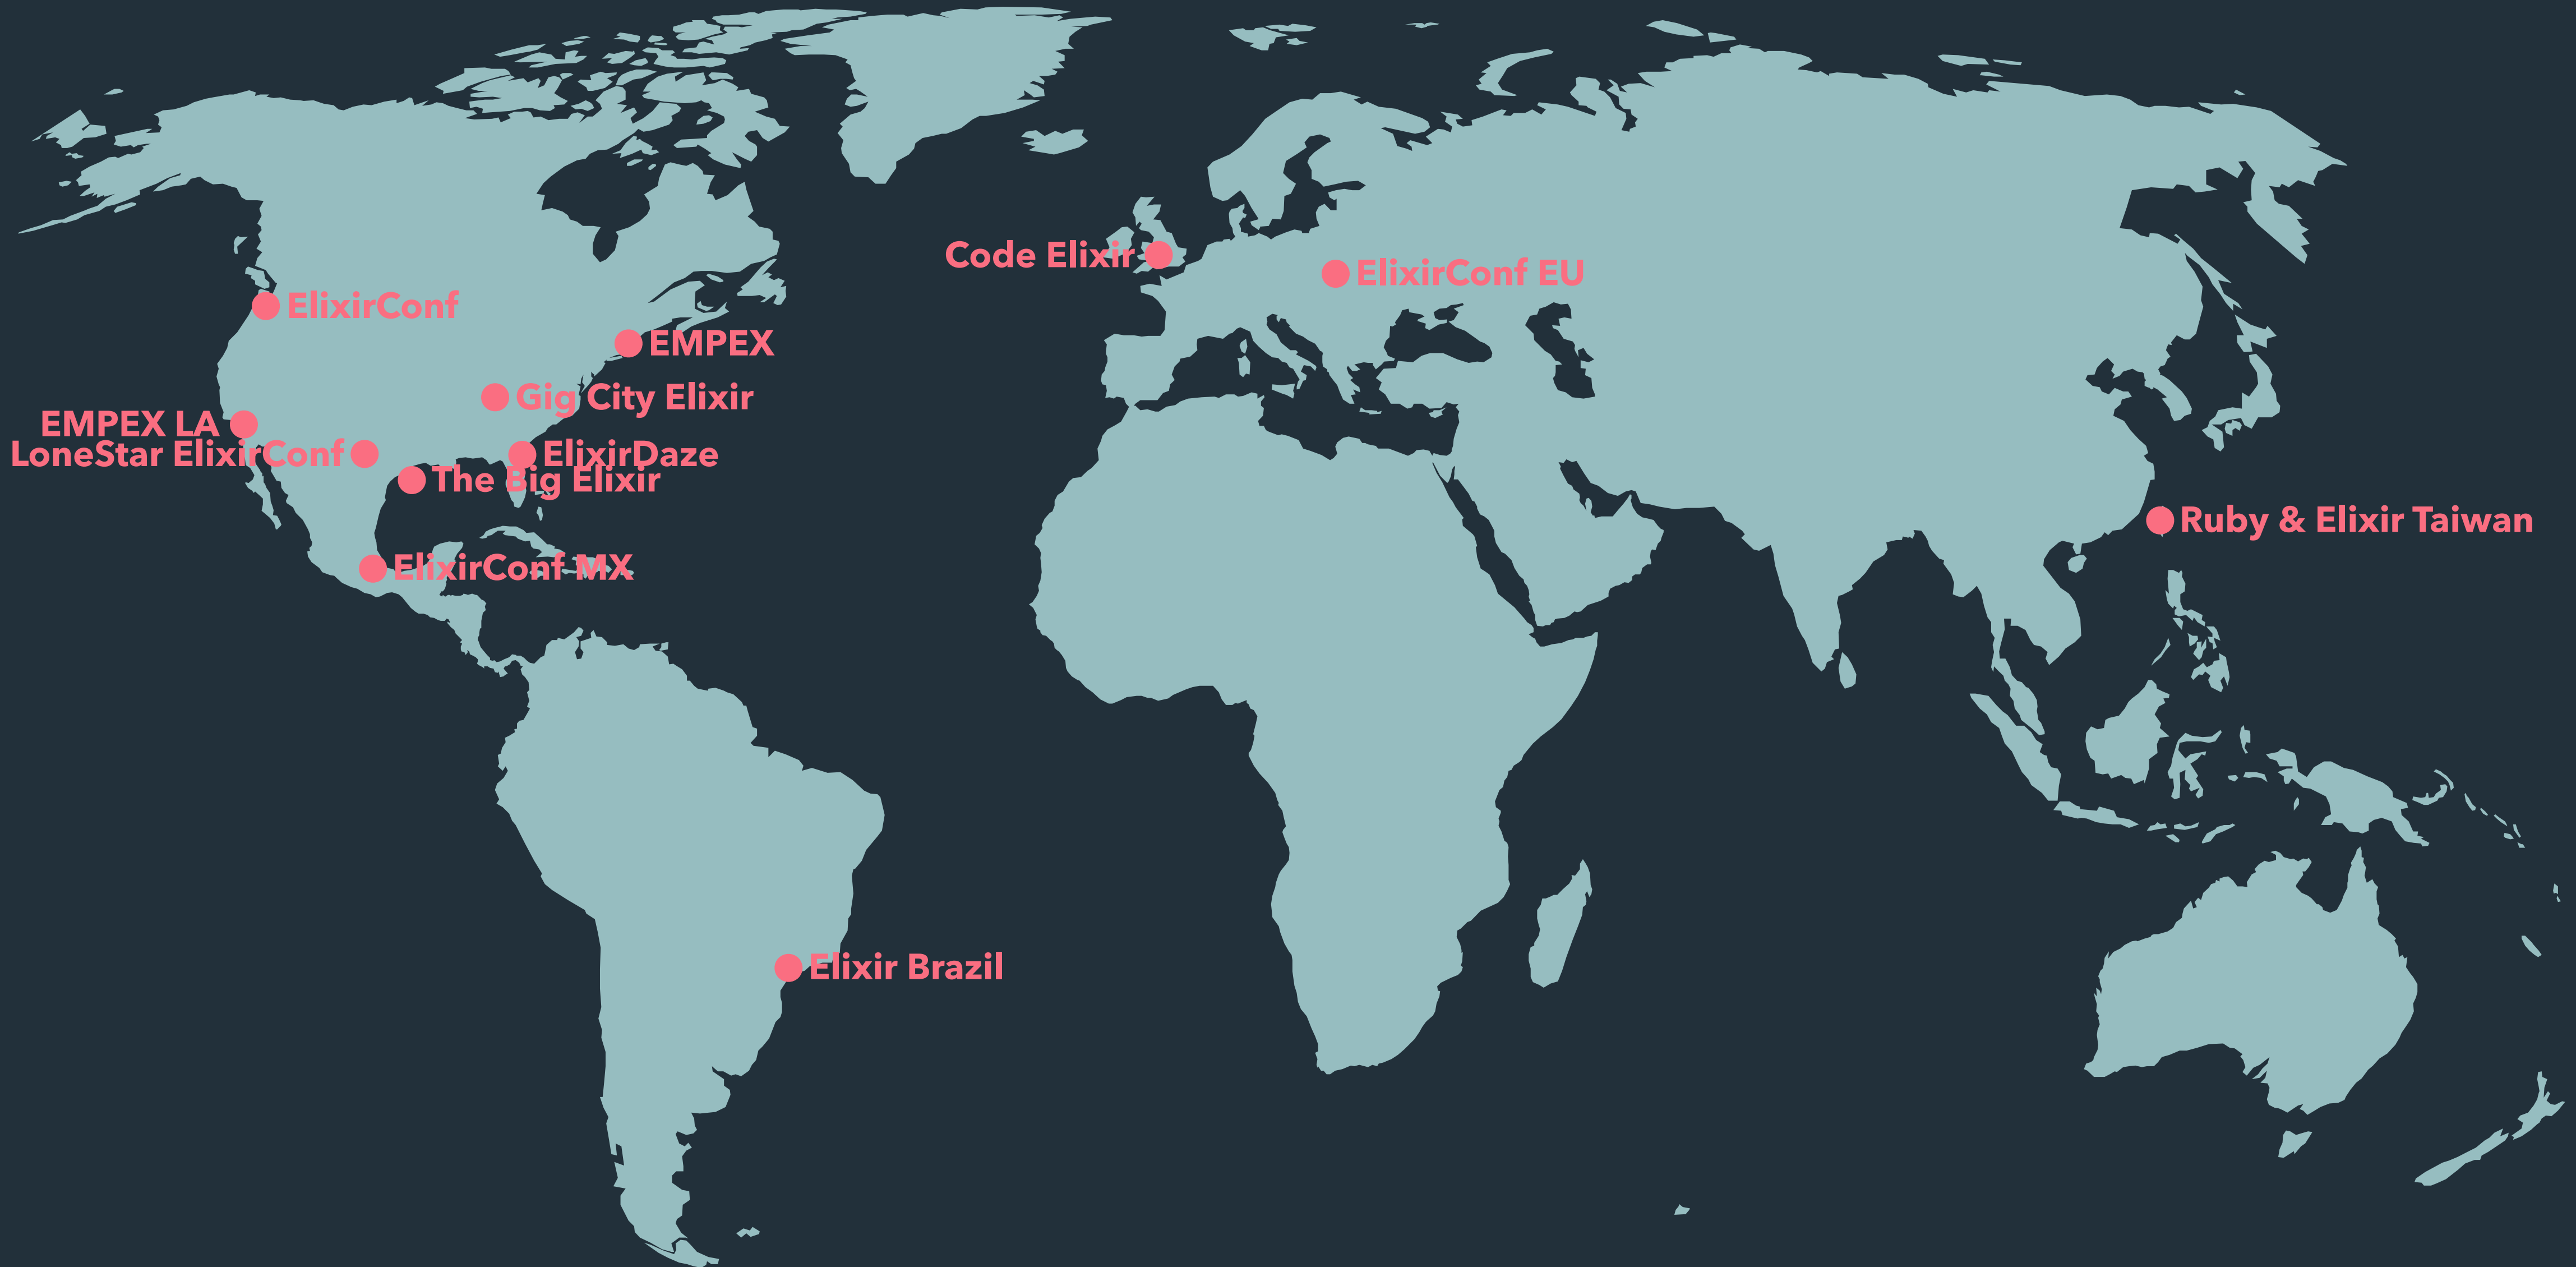 Code Elixir
ElixirConf EU
ElixirConf
EMPEX
Gig City Elixir
EMPEX LA
LoneStar ElixirConf
ElixirDaze
The Big Elixir
Ruby & Elixir Taiwan
ElixirConf MX
Elixir Brazil